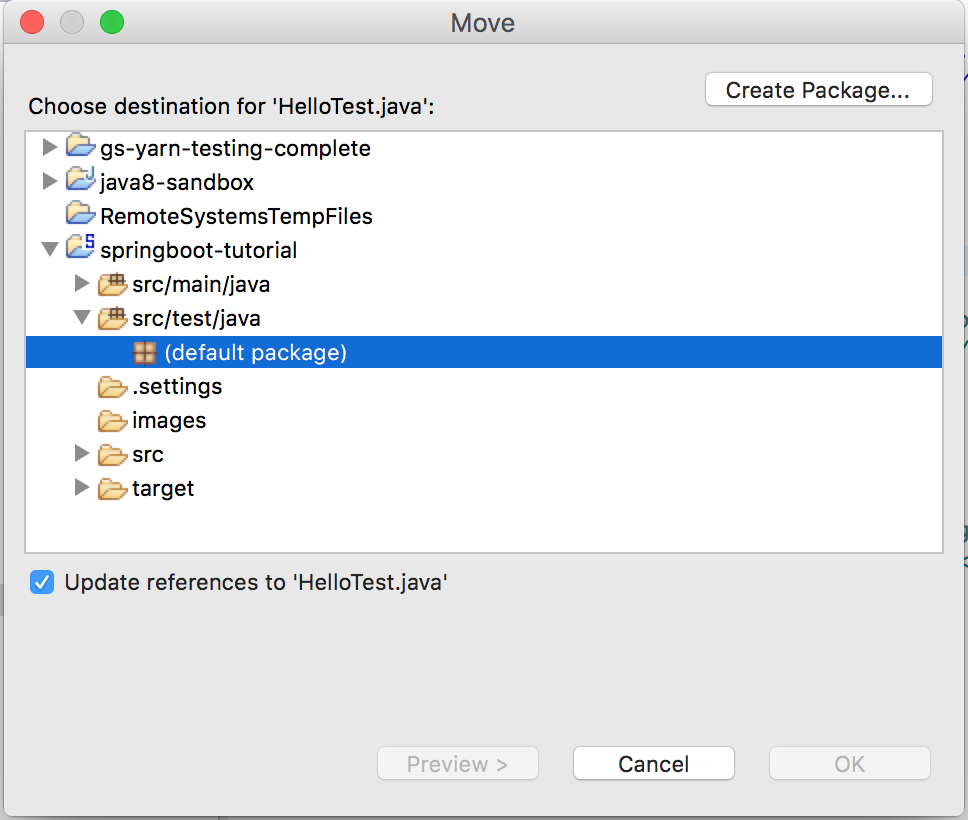 Move
Create Package...
Choose destination for 'HelloTest.java':
gs-yarn-testing-complete
java8-sandbox
RemoteSystemsTempFiles
springboot-tutorial
src/main/java
src/test/java
(default package)
.settings
images
src
target
Update references to 'HelloTest.java'
Preview >
Cancel
OK